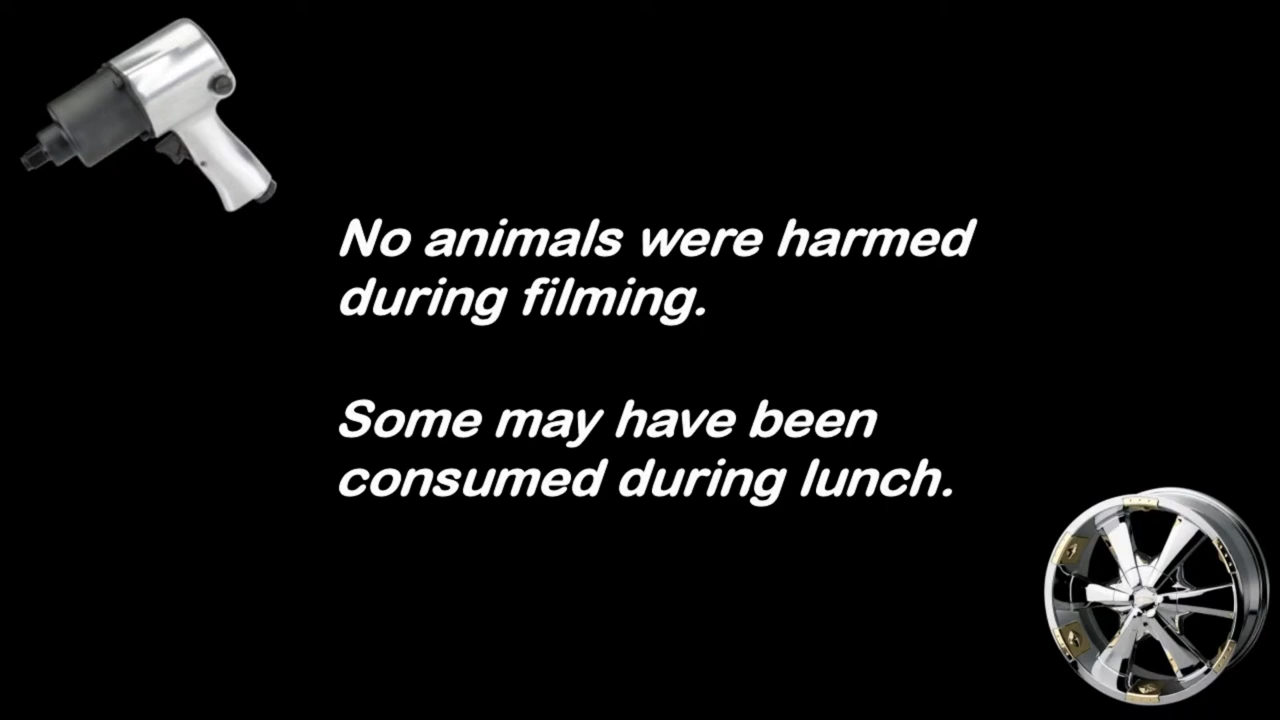 No animals were harmed
during filming.
Some may have been
consumed during lunch.